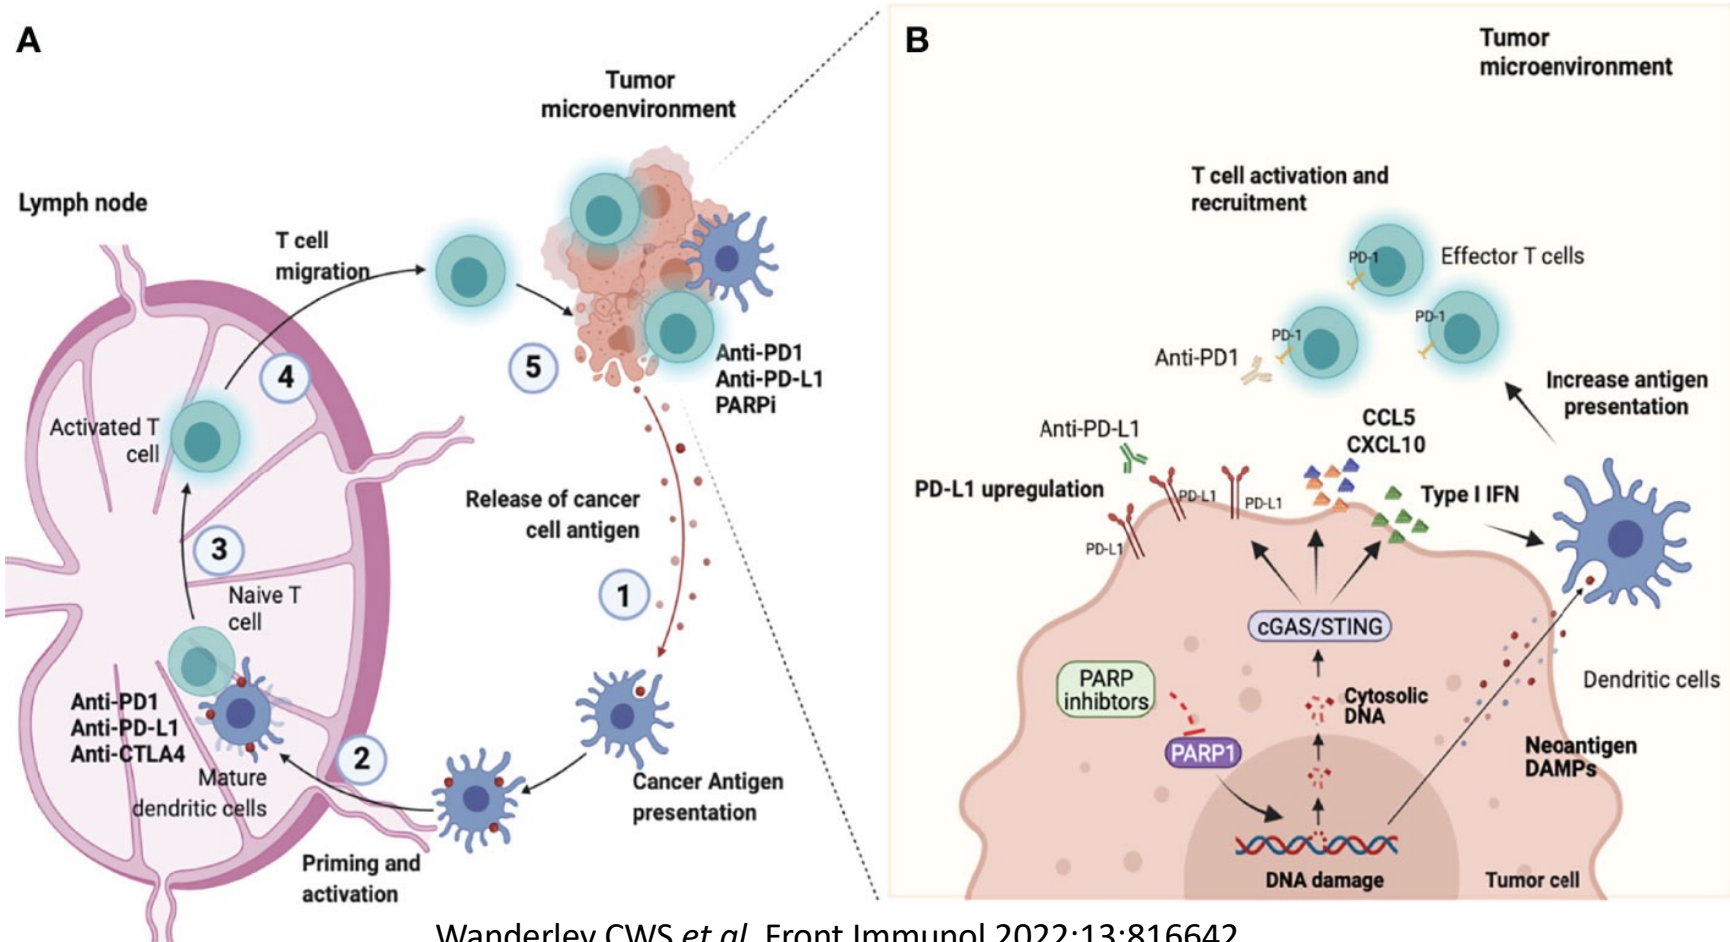 A
Tumor
microenvironment
Lymph node
T cell
migration
4
5
Anti-PD1
Anti-PD-L1
PARPi
Activated T
cell
Release of cancer
cell antigen
3
1
Naive T
cell
Anti-PD1
Anti-PD-L1
Anti-CTLA4
2
Mature
dendritic cells
Cancer Antigen
presentation
Priming and
activation
B
Tumor
microenvironment
T cell activation and
recruitment
PD-1
Effector T cells
PD-1
PD-1
Anti-PD1
Increase antigen
presentation
CCL5
CXCL10
Anti-PD-L1
PD-L1 upregulation
PD-L1
PD-L1
PD-L1
Type I IFN
cGAS/STING
PARP
inhibtors
Cytosolic
DNA
Dendritic cells
PARP1
Neoantigen
DAMPs
DNA damage
Tumor cell
Wanderley CWS et al. Front Immunol 2022;13:816642